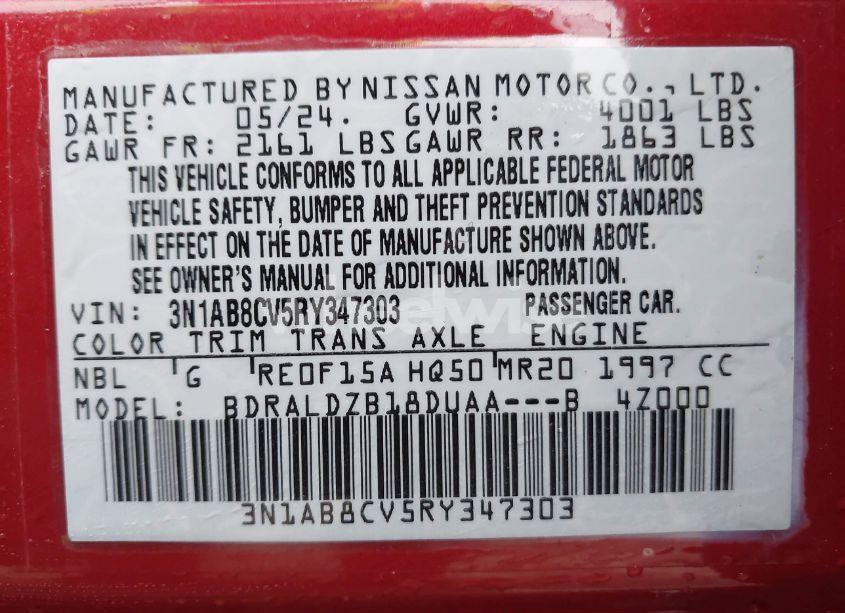 MANUFACTURED BY NISSAN MOTOR CO., LTD.
DATE: 05/24. GVWR: 4001 LBS
GAWR FR: 2161 LBS GAWR RR: 1863 LBS
THIS VEHICLE CONFORMS TO ALL APPLICABLE FEDERAL MOTOR
VEHICLE SAFETY, BUMPER AND THEFT PREVENTION STANDARDS
IN EFFECT ON THE DATE OF MANUFACTURE SHOWN ABOVE.
SEE OWNER'S MANUAL FOR ADDITIONAL INFORMATION.
VIN: 3N1AB8CV5RY347303 PASSENGER CAR.
COLOR TRIM TRANS AXLE ENGINE
NBL G RE0F15A HQ50 MR20 1997 CC
MODEL: BDRALDZB18DUAA---B 4Z000
3N1AB8CV5RY347303